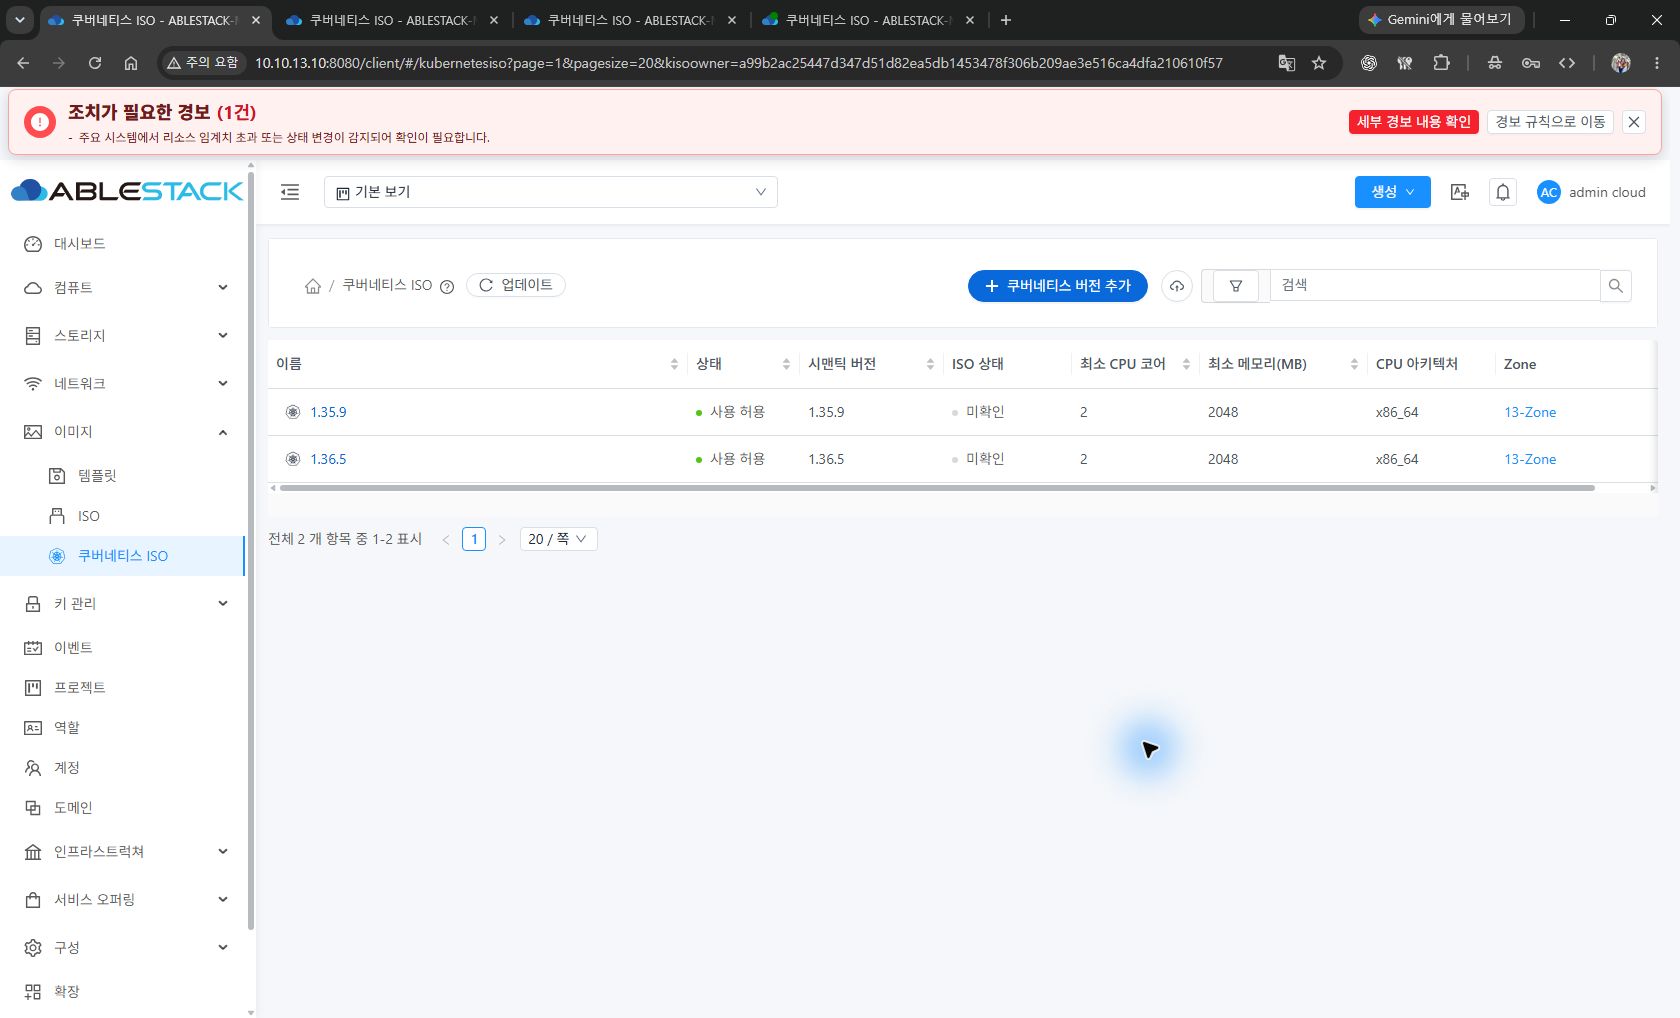 쿠버네티스 ISO - ABLESTACK-
쿠버네티스 ISO - ABLESTACK-
쿠버네티스 ISO - ABLESTACK-
쿠버네티스 ISO - ABLESTACK-
Gemini에게 물어보기
주의 요함
10.10.13.10:8080/client/#/kubernetesiso?page=1&pagesize=20&kisoowner=a99b2ac25447d347d51d82ea5db1453478f306b209ae3e516ca4dfa210610f57
조치가 필요한 경보 (1건)
- 주요 시스템에서 리소스 임계치 초과 또는 상태 변경이 감지되어 확인이 필요합니다.
세부 경보 내용 확인
경보 규칙으로 이동
ABLESTACK
기본 보기
생성
AC
admin cloud
대시보드
컴퓨트
스토리지
네트워크
이미지
템플릿
ISO
쿠버네티스 ISO
키 관리
이벤트
프로젝트
역할
계정
도메인
인프라스트럭쳐
서비스 오퍼링
구성
확장
/ 쿠버네티스 ISO
업데이트
쿠버네티스 버전 추가
검색
이름 상태 시맨틱 버전 ISO 상태 최소 CPU 코어 최소 메모리(MB) CPU 아키텍처 Zone
1.35.9 사용 허용 1.35.9 미확인 2 2048 x86_64 13-Zone
1.36.5 사용 허용 1.36.5 미확인 2 2048 x86_64 13-Zone
전체 2 개 항목 중 1-2 표시
1
20 / 쪽